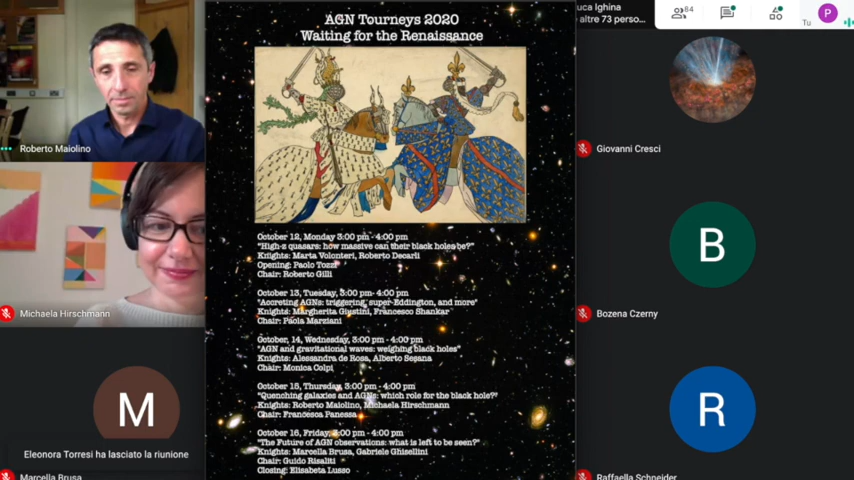 AGN Tourneys 2020
Waiting for the Renaissance
October 12, Monday 3:00 pm - 4:00 pm
"High-z quasars: how massive can their black holes be?"
Knights: Marta Volonteri, Roberto Decarli
Opening: Paolo Tozzi
Chair: Roberto Gilli
October 13, Tuesday, 3:00 pm- 4:00 pm
"Accreting AGNs: triggering, super-Eddington, and more"
Knights: Margherita Giustini, Francesco Shankar
Chair: Paola Marziani
October, 14, Wednesday, 3:00 pm - 4:00 pm
"AGN and gravitational waves: weighing black holes"
Knights: Alessandra de Rosa, Alberto Sesana
Chair: Monica Colpi
October 15, Thursday, 3:00 pm - 4:00 pm
"Quenching galaxies and AGNs: which role for the black hole?"
Knights: Roberto Maiolino, Michaela Hirschmann
Chair: Francesca Panessa
October 16, Friday, 3:00 pm - 4:00 pm
"The Future of AGN observations: what is left to be seen?"
Knights: Marcella Brusa, Gabriele Ghisellini
Chair: Guido Risaliti
Closing: Elisabeta Lusso
Roberto Maiolino
Michaela Hirschmann
M
Eleonora Torresi ha lasciato la riunione
Marcella Brusa
uca Ighina
altre 73 perso...
64
Tu
P
Giovanni Cresci
B
Bozena Czerny
R
Raffaella Schneider